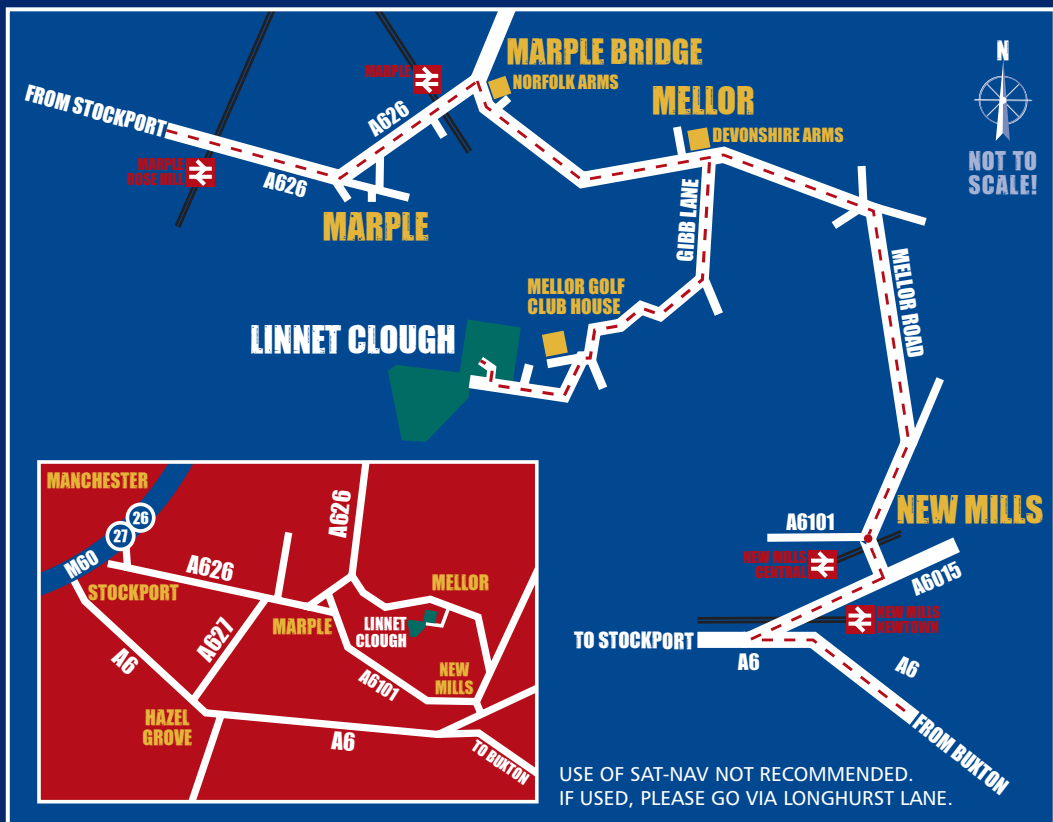 MARPLE BRIDGE
NORFOLK ARMS
MARPLE
FROM STOCKPORT
A626
MELLOR
DEVONSHIRE ARMS
N
NOT TO
SCALE!
MARPLE
ROSE HILL
A626
MARPLE
GIBB LANE
MELLOR ROAD
MELLOR GOLF
CLUB HOUSE
LINNET CLOUGH
NEW MILLS
A6101
NEW MILLS
CENTRAL
A6015
NEW MILLS
NEWTOWN
TO STOCKPORT
A6
A6
FROM BUXTON
MANCHESTER
26
27
M60
STOCKPORT
A626
A626
MELLOR
LINNET
CLOUGH
MARPLE
A627
A6
A6101
NEW
MILLS
HAZEL
GROVE
A6
TO BUXTON
USE OF SAT-NAV NOT RECOMMENDED.
IF USED, PLEASE GO VIA LONGHURST LANE.